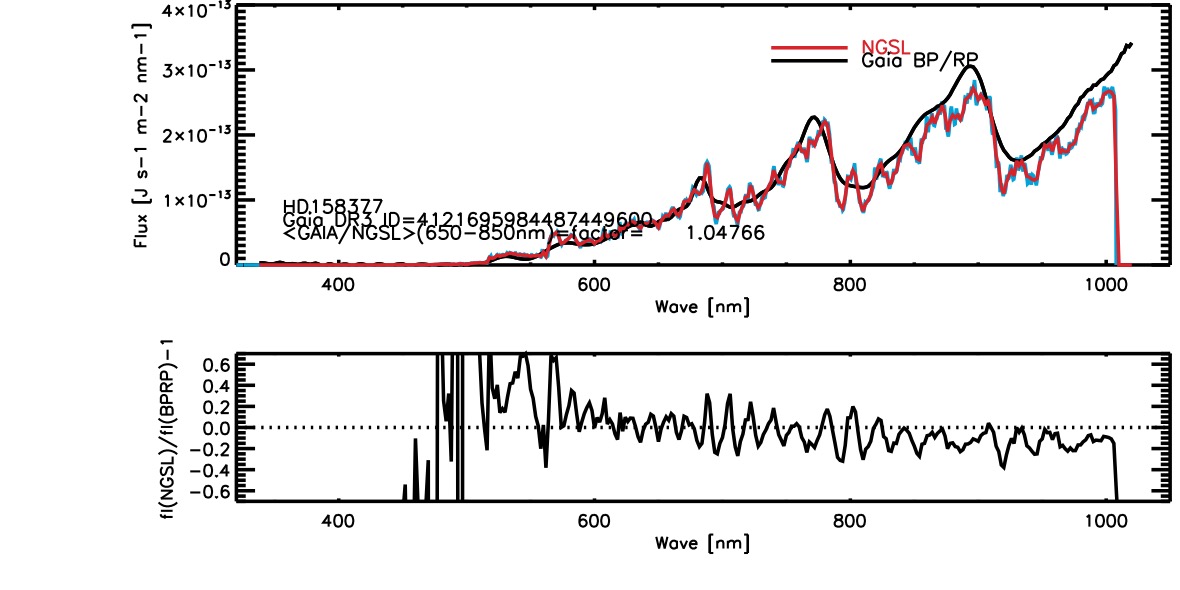 4×10−13
3×10−13
2×10−13
1×10−13
0
Flux [J s−1 m−2 nm−1]
NGSL
Gaia BP/RP
HD158377
Gaia DR3 ID=4121695984487449600
<GAIA/NGSL>(650−850nm)=factor= 1.04766
400 600 800 1000
Wave [nm]
fl(NGSL)/fl(BPRP)−1
0.6
0.4
0.2
0.0
−0.2
−0.4
−0.6
400 600 800 1000
Wave [nm]